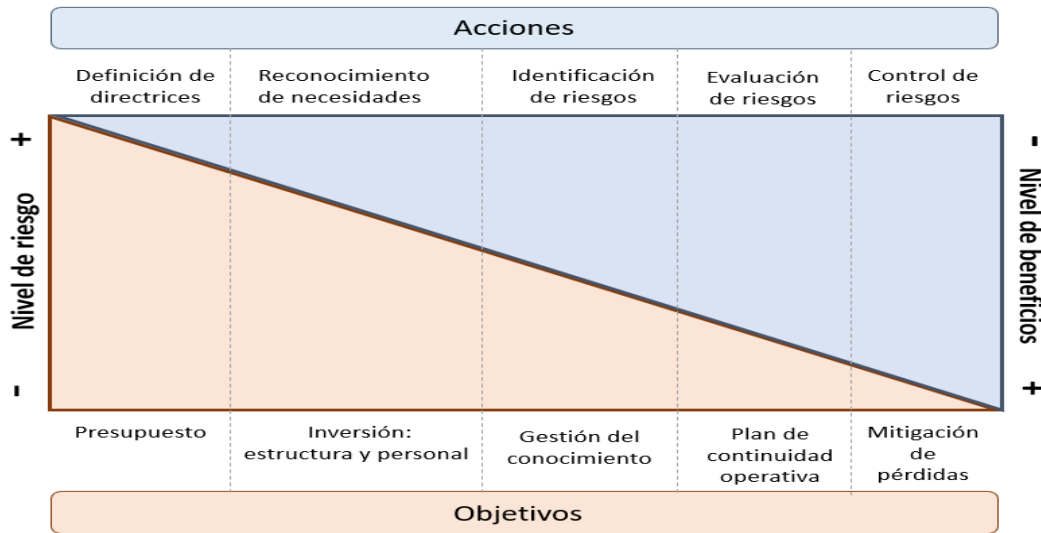 Acciones
Definición de
directrices
Reconocimiento
de necesidades
Identificación
de riesgos
Evaluación
de riesgos
Control de
riesgos
+
Nivel de riesgo
-
-
Nivel de beneficios
+
Presupuesto
Inversión:
estructura y personal
Gestión del
conocimiento
Plan de
continuidad
operativa
Mitigación
de
pérdidas
Objetivos